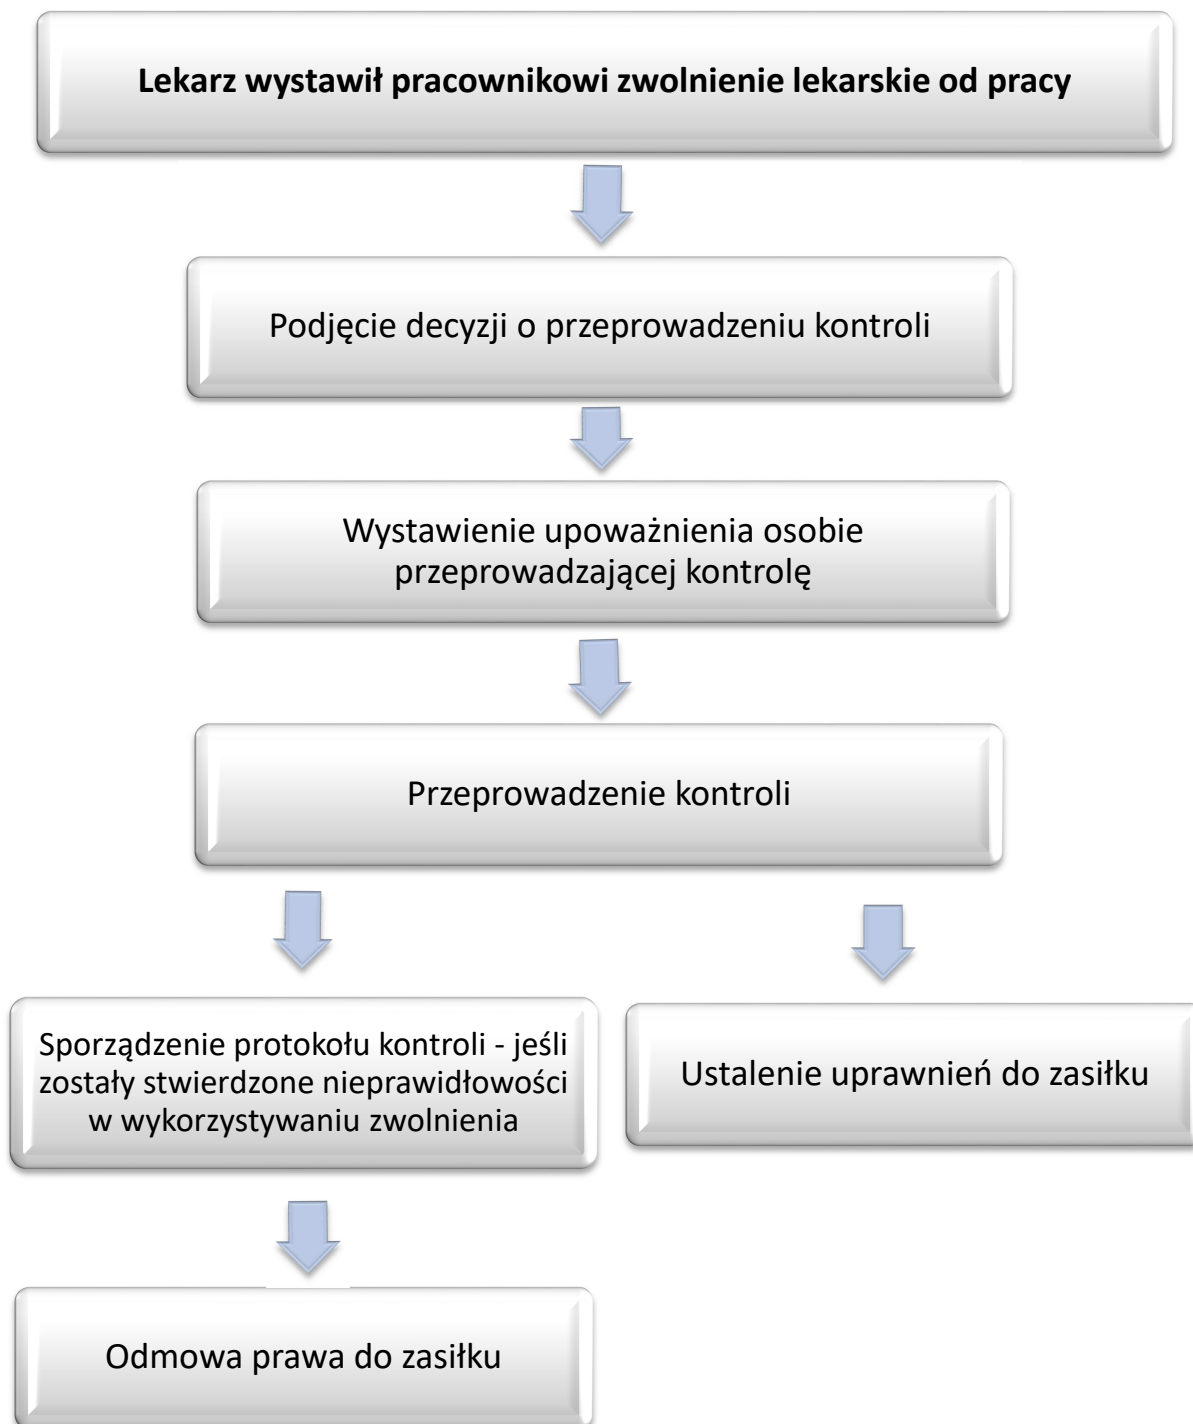 Lekarz wystawił pracownikowi zwolnienie lekarskie od pracy
Podjęcie decyzji o przeprowadzeniu kontroli
Wystawienie upoważnienia osobie
przeprowadzającej kontrolę
Przeprowadzenie kontroli
Sporządzenie protokołu kontroli - jeśli
zostały stwierdzone nieprawidłowości
w wykorzystywaniu zwolnienia
Ustalenie uprawnień do zasiłku
Odmowa prawa do zasiłku